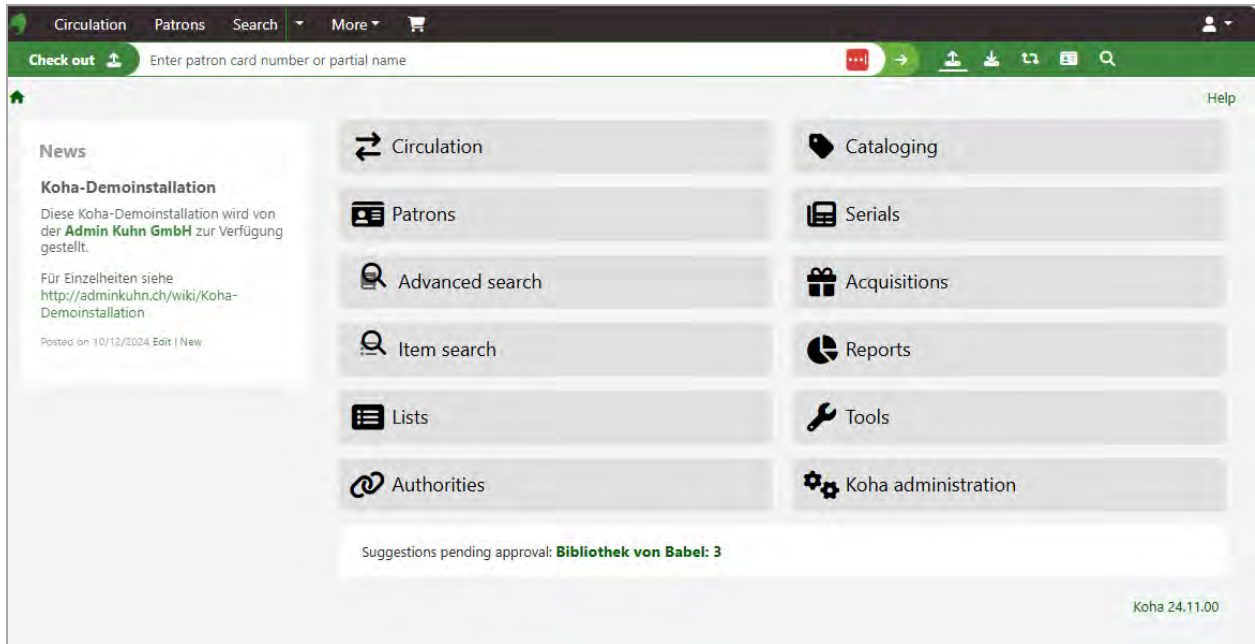 Circulation Patrons Search More
Check out Enter patron card number or partial name
Help
News
Koha-Demoinstallation
Diese Koha-Demoinstallation wird von
der Admin Kuhn GmbH zur Verfügung
gestellt.
Für Einzelheiten siehe
http://adminkuhn.ch/wiki/Koha-
Demoinstallation
Posted on 10/12/2024 Edit | New
Circulation
Cataloging
Patrons
Serials
Advanced search
Acquisitions
Item search
Reports
Lists
Tools
Authorities
Koha administration
Suggestions pending approval: Bibliothek von Babel: 3
Koha 24.11.00